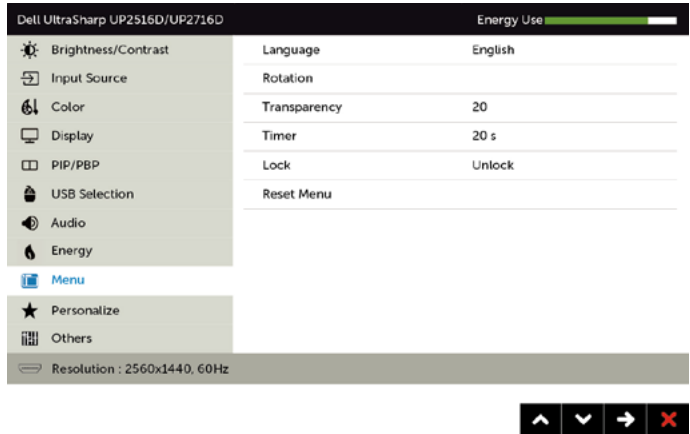 Dell UltraSharp UP2516D/UP2716D Energy Use
Brightness/Contrast Language English
Input Source Rotation
Color Transparency 20
Display Timer 20 s
PIP/PBP Lock Unlock
USB Selection Reset Menu
Audio
Energy
Menu
Personalize
Others
Resolution : 2560x1440, 60Hz